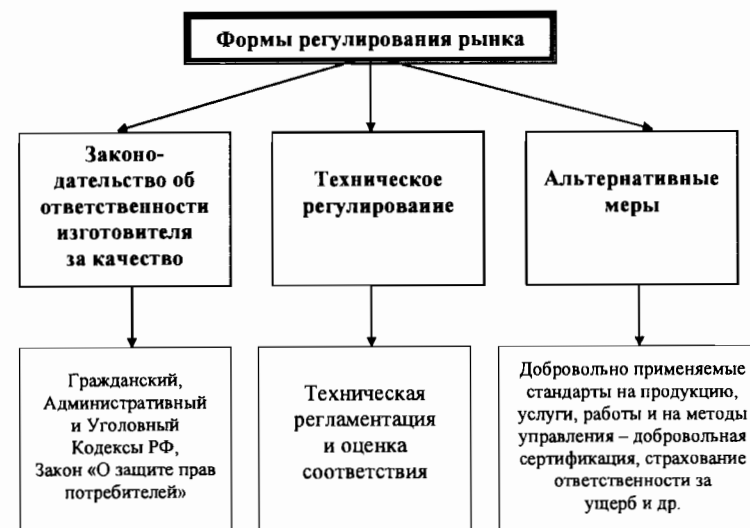 Формы регулирования рынка
Законо-
дательство об
ответственности
изготовителя
за качество
Техническое
регулирование
Альтернативные
меры
Гражданский,
Административный
и Уголовный
Кодексы РФ,
Закон «О защите прав
потребителей»
Техническая
регламентация
и оценка
соответствия
Добровольно применяемые
стандарты на продукцию,
услуги, работы и на методы
управления – добровольная
сертификация, страхование
ответственности за
ущерб и др.